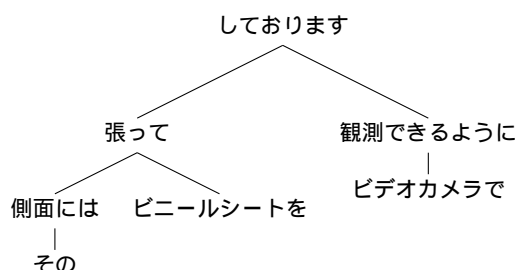 しております
張って 観測できるように
側面には ビニールシートを ビデオカメラで
その